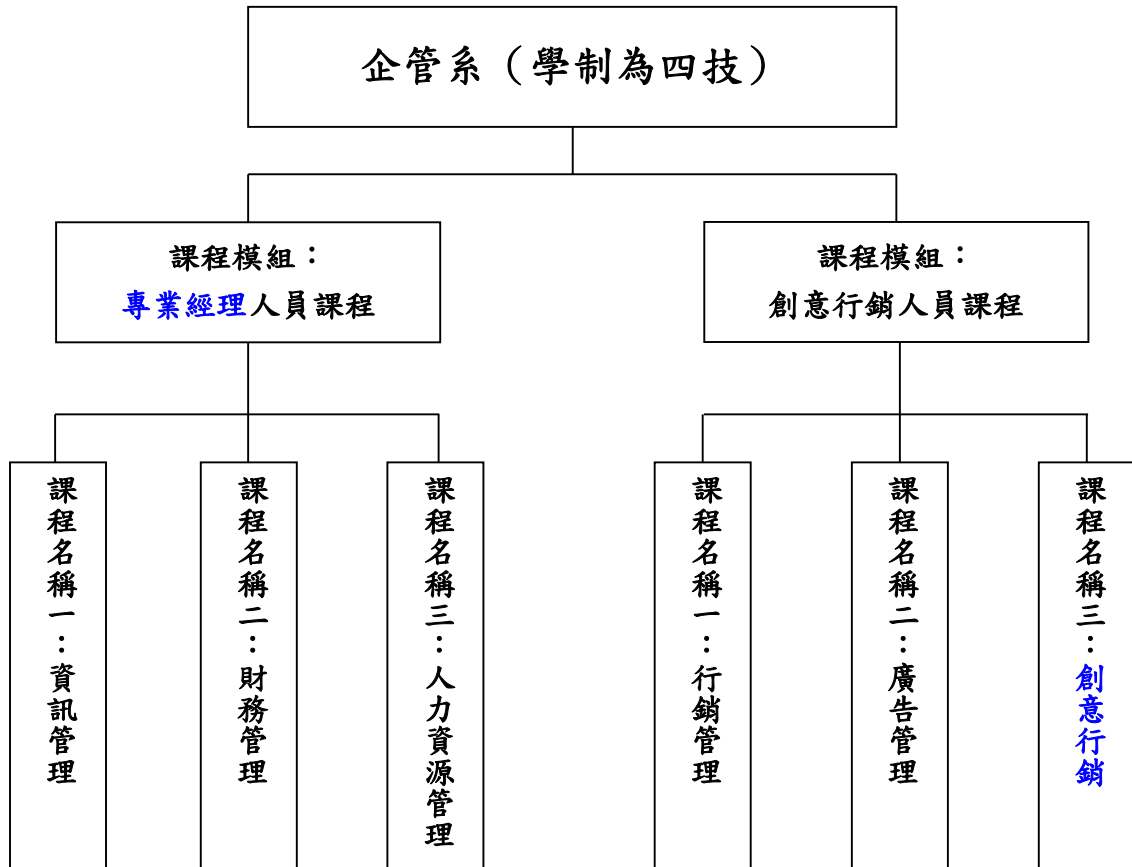 企管系（學制為四技）
課程模組：
專業經理人員課程
課程模組：
創意行銷人員課程
課程名稱一：資訊管理
課程名稱二：財務管理
課程名稱三：人力資源管理
課程名稱一：行銷管理
課程名稱二：廣告管理
課程名稱三：創意行銷